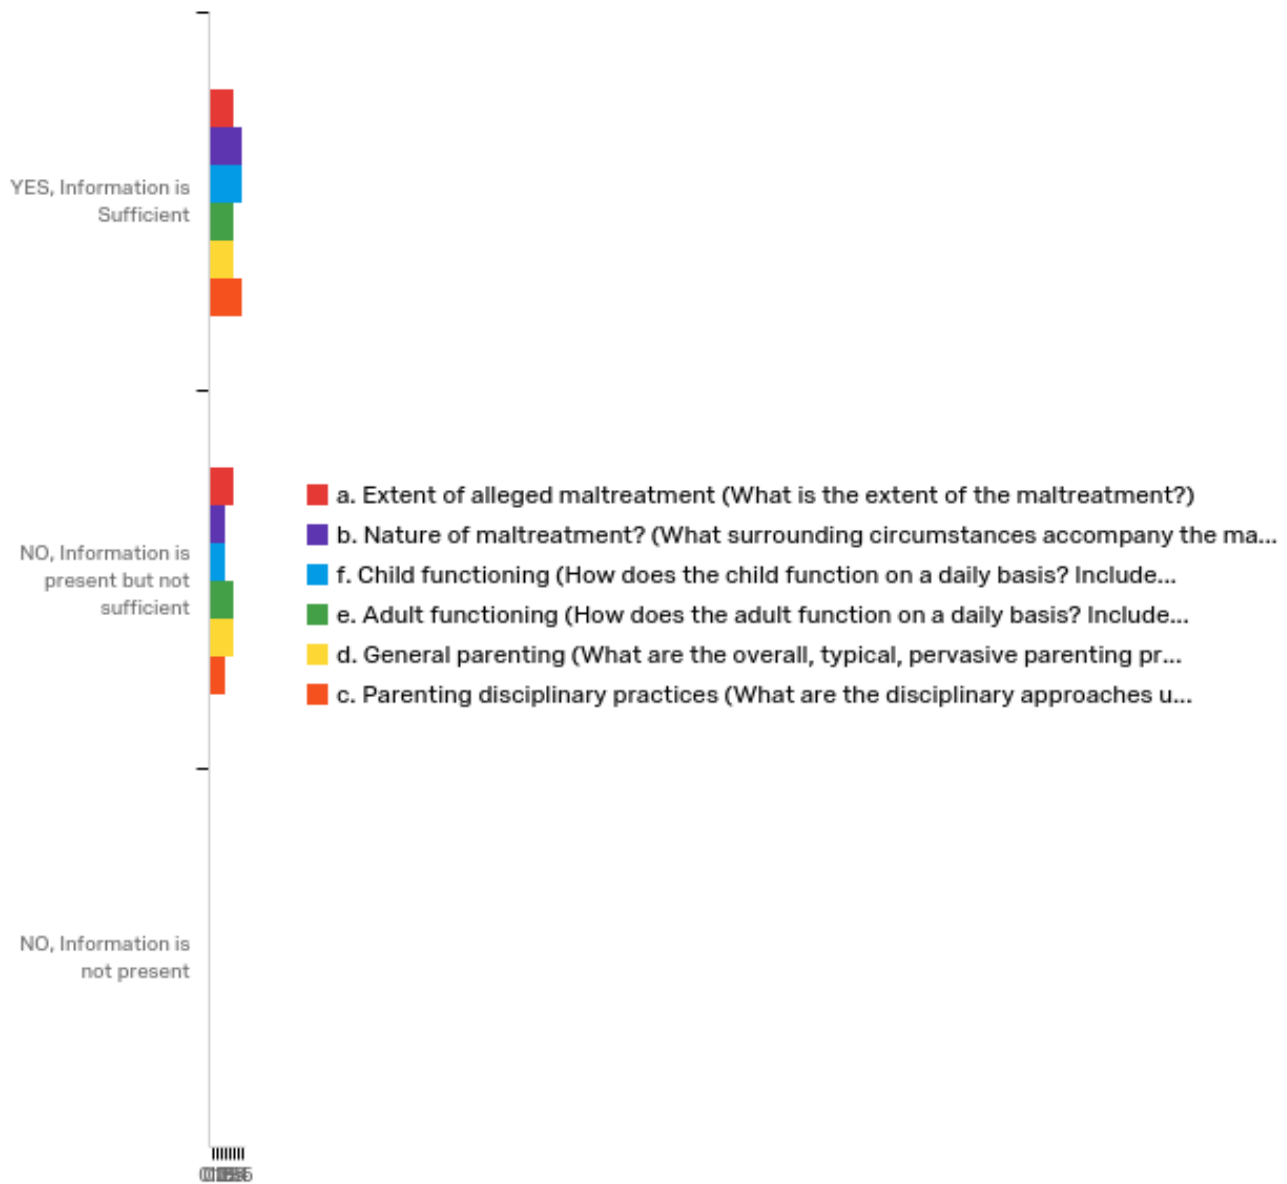 YES, Information is
Sufficient
NO, Information is
present but not
sufficient
a. Extent of alleged maltreatment (What is the extent of the maltreatment?)
b. Nature of maltreatment? (What surrounding circumstances accompany the ma...
f. Child functioning (How does the child function on a daily basis? Include...
e. Adult functioning (How does the adult function on a daily basis? Include...
d. General parenting (What are the overall, typical, pervasive parenting pr...
c. Parenting disciplinary practices (What are the disciplinary approaches u...
NO, Information is
not present